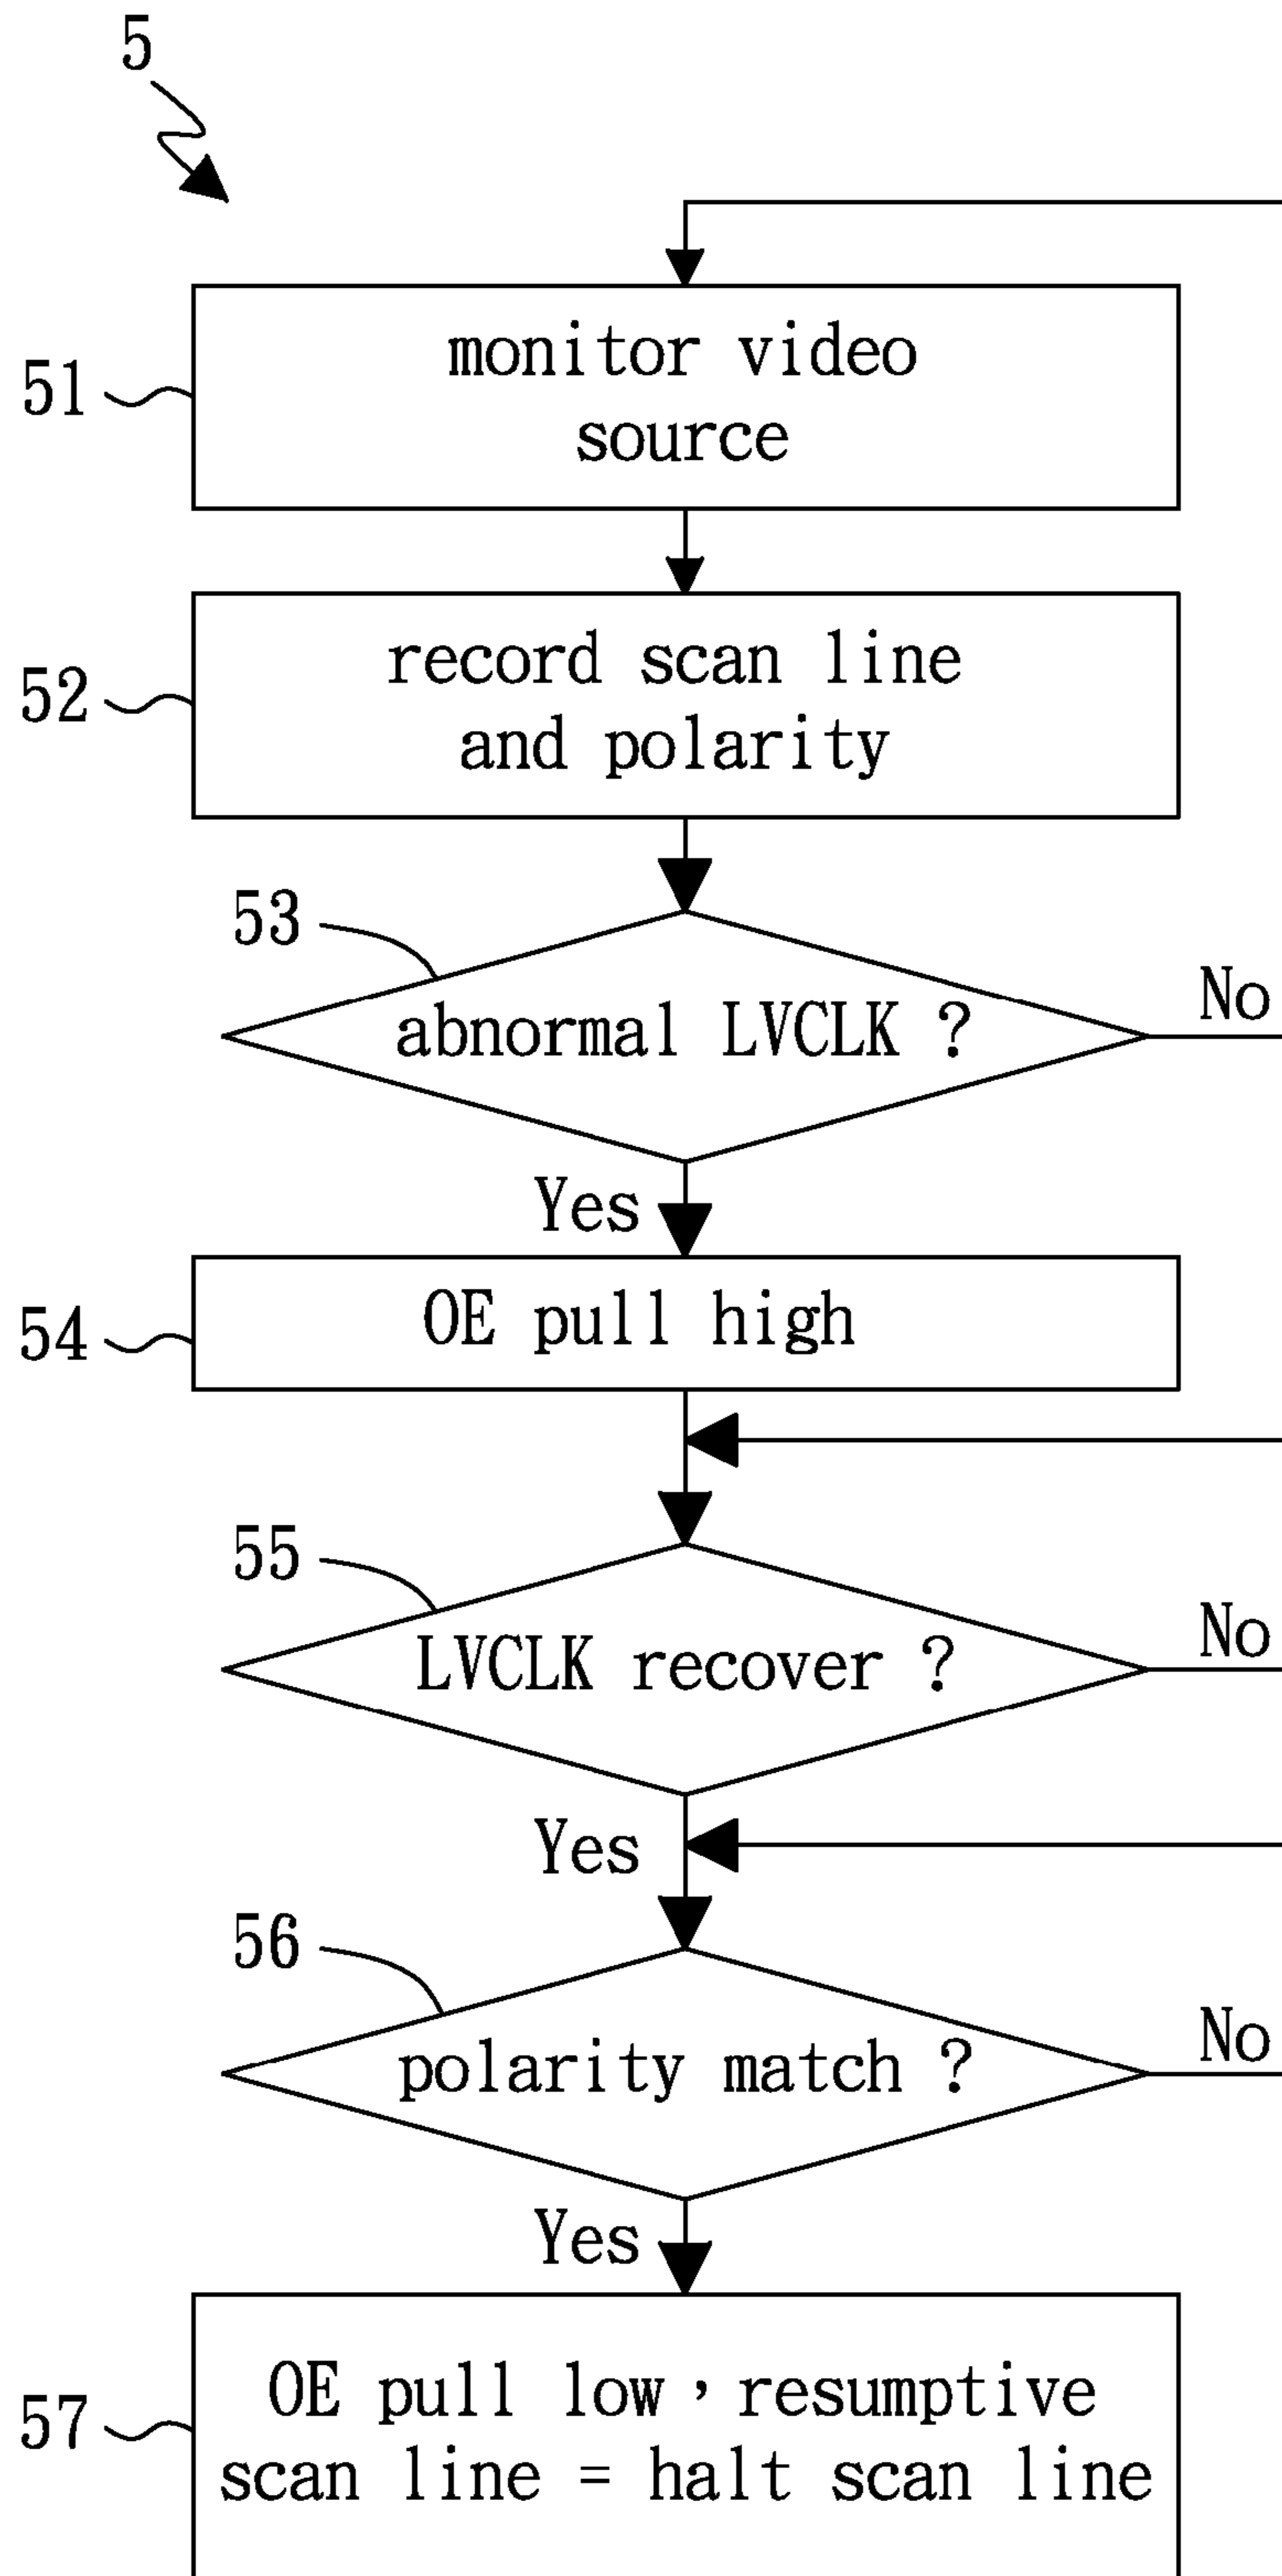 5
51
monitor video
source
52
record scan line
and polarity
53
abnormal LVCLK ?
No
Yes
54
OE pull high
55
LVCLK recover ?
No
Yes
56
polarity match ?
No
Yes
57
OE pull low, resumptive
scan line = halt scan line